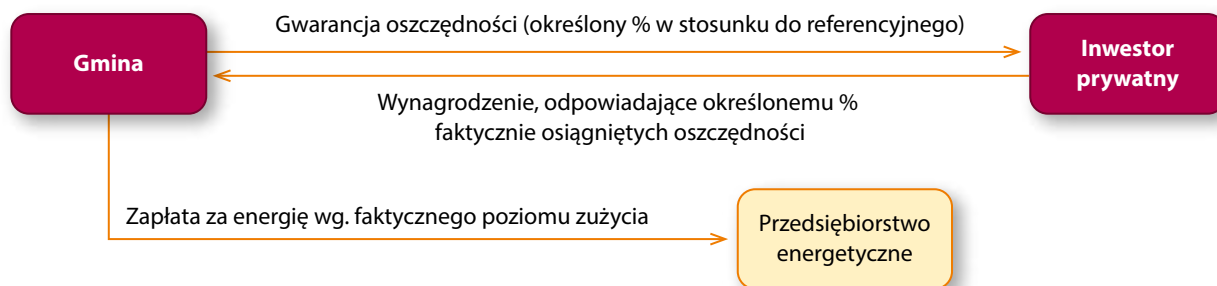 Gwarancja oszczędności (określony % w stosunku do referencyjnego)
Gmina
Inwestor
prywatny
Wynagrodzenie, odpowiadające określonemu %
faktycznie osiągniętych oszczędności
Zapłata za energię wg. faktycznego poziomu zużycia
Przedsiębiorstwo
energetyczne